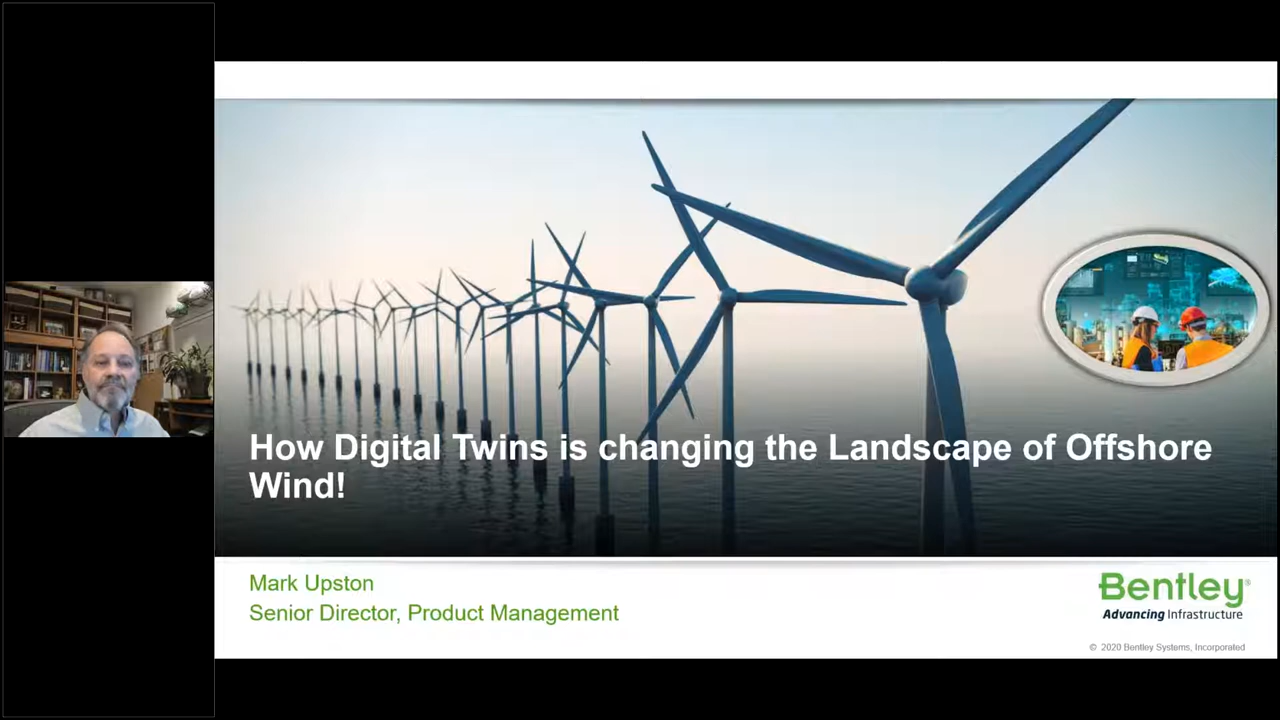 How Digital Twins is changing the Landscape of Offshore
Wind!
Mark Upston
Senior Director, Product Management
Bentley®
Advancing Infrastructure
© 2020 Bentley Systems, Incorporated